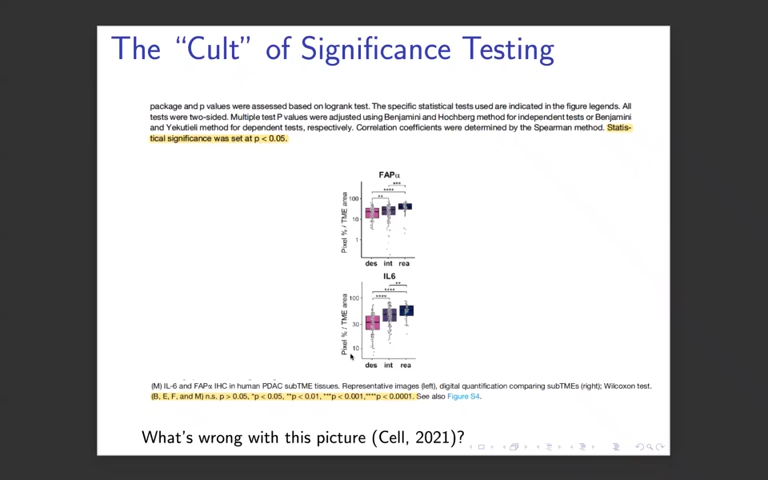 The “Cult” of Significance Testing
package and p values were assessed based on logrank test. The specific statistical tests used are indicated in the figure legends. All
tests were two-sided. Multiple test P values were adjusted using Benjamini and Hochberg method for independent tests or Benjamini
and Yekutieli method for dependent tests, respectively. Correlation coefficients were determined by the Spearman method. Statis-
tical significance was set at p < 0.05.
FAPα
***
****
**
Pixel % / TME area
100
10
1
des int rea
IL6
**
****
****
Pixel % / TME area
100
30
10
des int rea
(M) IL-6 and FAPα IHC in human PDAC subTME tissues. Representative images (left), digital quantification comparing subTMEs (right); Wilcoxon test.
(B, E, F, and M) n.s. p > 0.05, *p < 0.05, **p < 0.01, ***p < 0.001,****p < 0.0001. See also Figure S4.
What's wrong with this picture (Cell, 2021)?